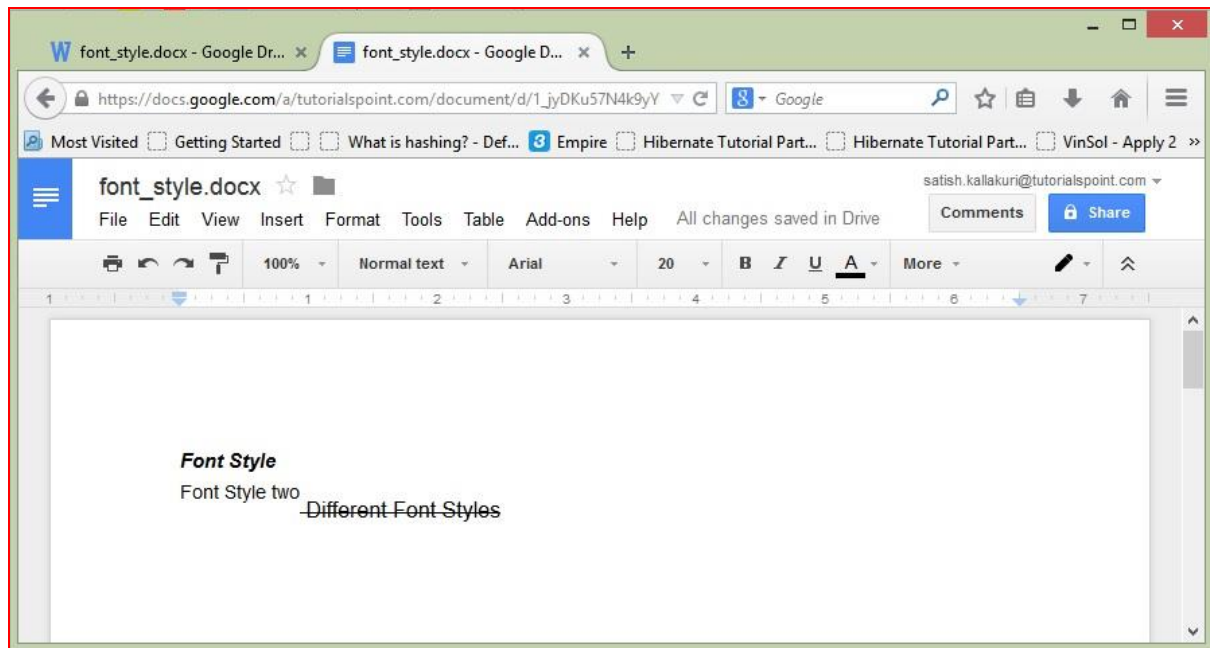 font_style.docx - Google Dr... font_style.docx - Google D...
https://docs.google.com/a/tutorialspoint.com/document/d/1_jyDKu57N4k9yY Google
Most Visited Getting Started What is hashing? - Def... Empire Hibernate Tutorial Part... Hibernate Tutorial Part... VinSol - Apply 2 »
font_style.docx
satish.kallakuri@tutorialspoint.com
File Edit View Insert Format Tools Table Add-ons Help All changes saved in Drive Comments Share
100% Normal text Arial 20 B I U A More
1 1 2 3 4 5 6 7
Font Style
Font Style two
Different Font Styles